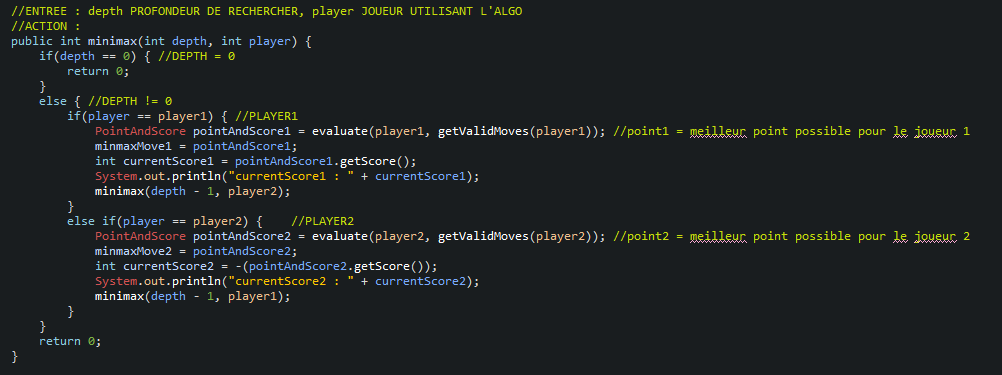 //ENTREE : depth PROFONDEUR DE RECHERCHER, player JOUEUR UTILISANT L'ALGO
//ACTION :
public int minimax(int depth, int player) {
    if(depth == 0) { //DEPTH = 0
        return 0;
    }
    else { //DEPTH != 0
        if(player == player1) { //PLAYER1
            PointAndScore pointAndScore1 = evaluate(player1, getValidMoves(player1)); //point1 = meilleur point possible pour le joueur 1
            minmaxMove1 = pointAndScore1;
            int currentScore1 = pointAndScore1.getScore();
            System.out.println("currentScore1 : " + currentScore1);
            minimax(depth - 1, player2);
        }
        else if(player == player2) {    //PLAYER2
            PointAndScore pointAndScore2 = evaluate(player2, getValidMoves(player2)); //point2 = meilleur point possible pour le joueur 2
            minmaxMove2 = pointAndScore2;
            int currentScore2 = -(pointAndScore2.getScore());
            System.out.println("currentScore2 : " + currentScore2);
            minimax(depth - 1, player1);
        }
    }
    return 0;
}